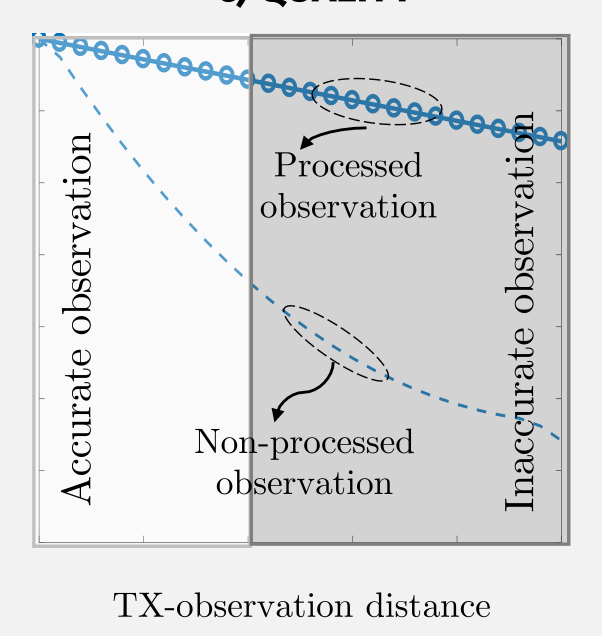 Processed
observation
Accurate observation
Inaccurate observation
Non-processed
observation
TX-observation distance